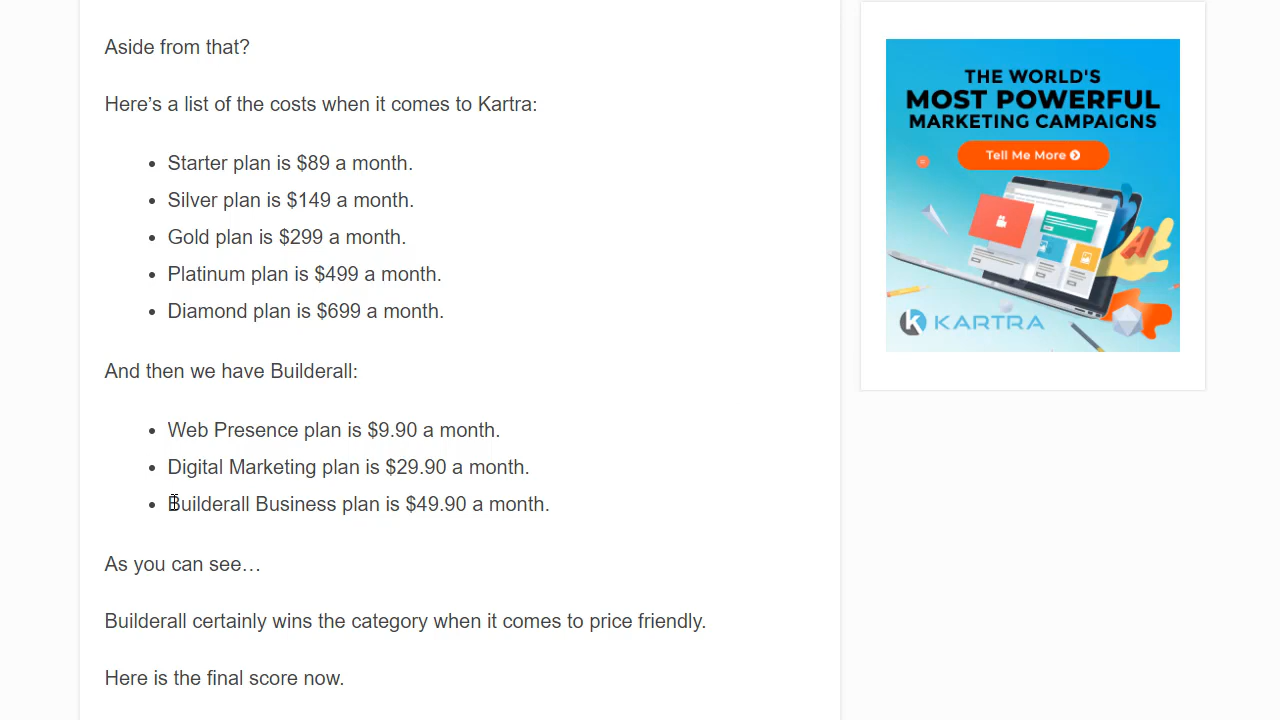 Aside from that?
Here’s a list of the costs when it comes to Kartra:
Starter plan is $89 a month.
Silver plan is $149 a month.
Gold plan is $299 a month.
Platinum plan is $499 a month.
Diamond plan is $699 a month.
And then we have Builderall:
Web Presence plan is $9.90 a month.
Digital Marketing plan is $29.90 a month.
Builderall Business plan is $49.90 a month.
As you can see…
Builderall certainly wins the category when it comes to price friendly.
Here is the final score now.
THE WORLD'S
MOST POWERFUL
MARKETING CAMPAIGNS
Tell Me More
KARTRA